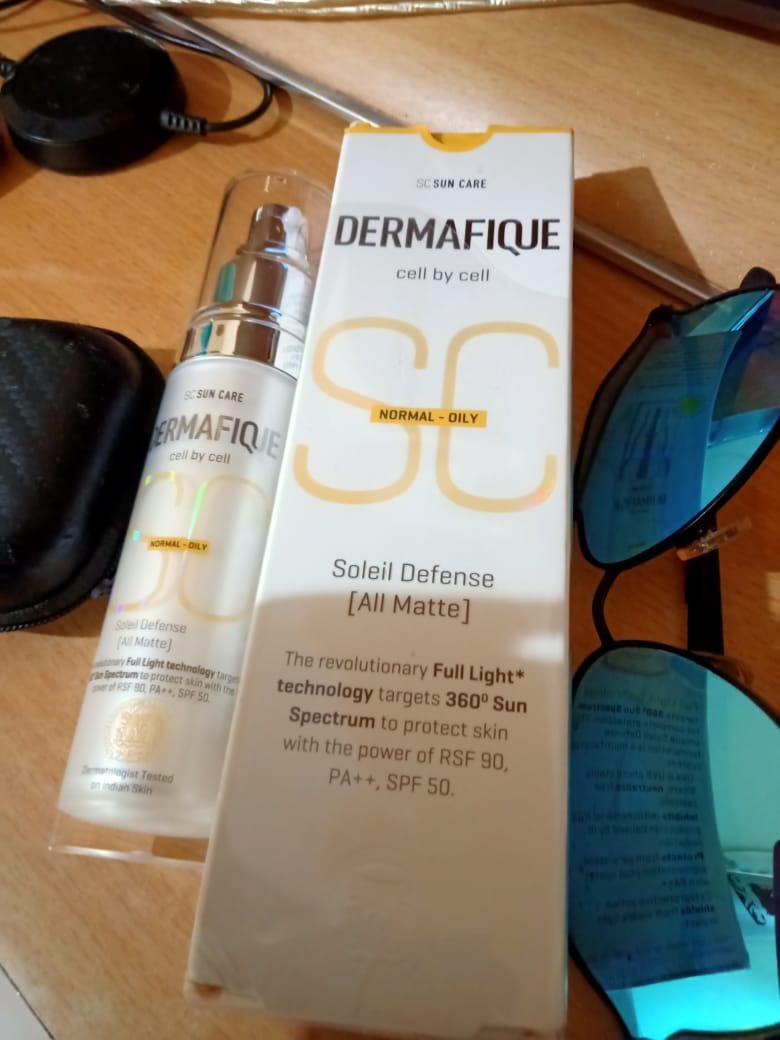 SC SUN CARE
DERMAFIQUE
cell by cell
SC
NORMAL - OILY
Soleil Defense
[All Matte]
The revolutionary Full Light*
technology targets 360⁰ Sun
Spectrum to protect skin
with the power of RSF 90,
PA++, SPF 50.
SC SUN CARE
DERMAFIQUE
cell by cell
SC
NORMAL - OILY
Soleil Defense
[All Matte]
Full Light technology
Sun Spectrum to protect skin with the
power of RSF 90, PA++, SPF 50.
Dermatologist Tested
on Indian Skin